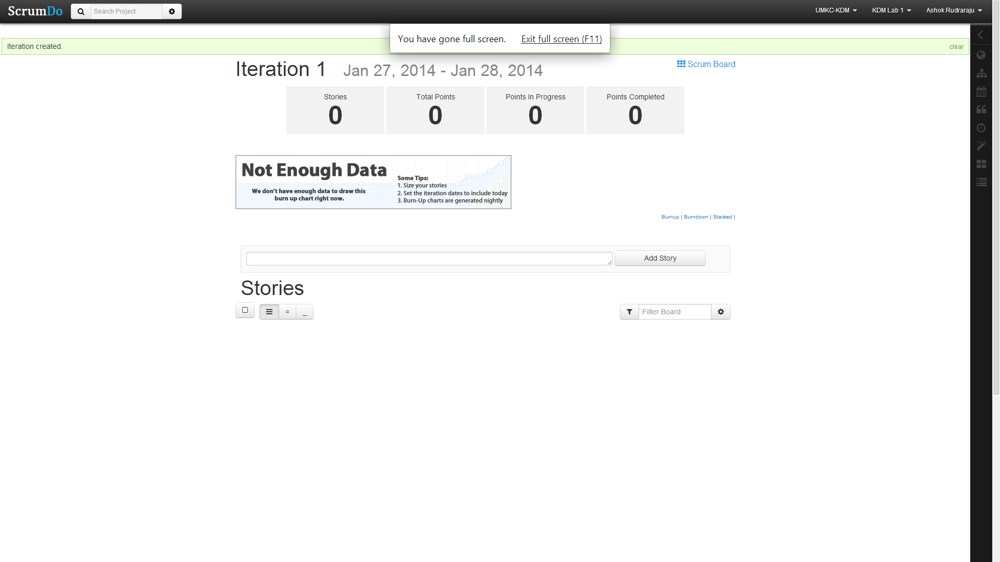 ScrumDo Search Project UMKC-KDM KDM Lab 1 Ashok Rudraraju
You have gone full screen. Exit full screen (F11)
Iteration created. clear
Iteration 1 Jan 27, 2014 - Jan 28, 2014 Scrum Board
Stories Total Points Points In Progress Points Completed
0 0 0 0
Not Enough Data
We don't have enough data to draw this
burn up chart right now.
Some Tips:
1. Size your stories
2. Set the iteration dates to include today
3. Burn-Up charts are generated nightly
Burnup | Burndown | Stacked |
Add Story
Stories
= _ Filter Board